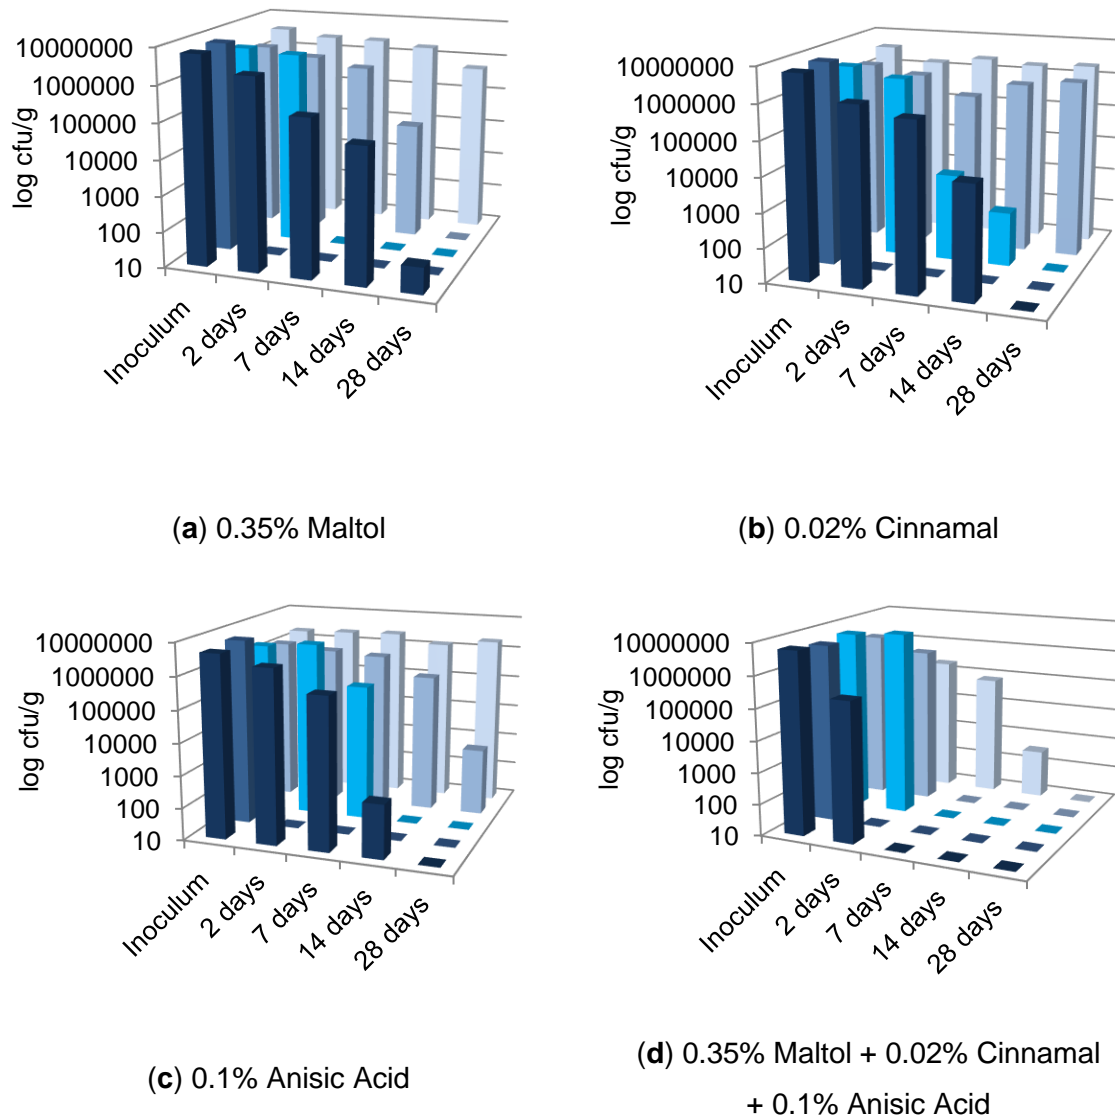 10000000
1000000
100000
10000
1000
100
10
log cfu/g
Inoculum
2 days
7 days
14 days
28 days
(a) 0.35% Maltol
10000000
1000000
100000
10000
1000
100
10
log cfu/g
Inoculum
2 days
7 days
14 days
28 days
(b) 0.02% Cinnamal
10000000
1000000
100000
10000
1000
100
10
log cfu/g
Inoculum
2 days
7 days
14 days
28 days
(c) 0.1% Anisic Acid
10000000
1000000
100000
10000
1000
100
10
log cfu/g
Inoculum
2 days
7 days
14 days
28 days
(d) 0.35% Maltol + 0.02% Cinnamal
+ 0.1% Anisic Acid